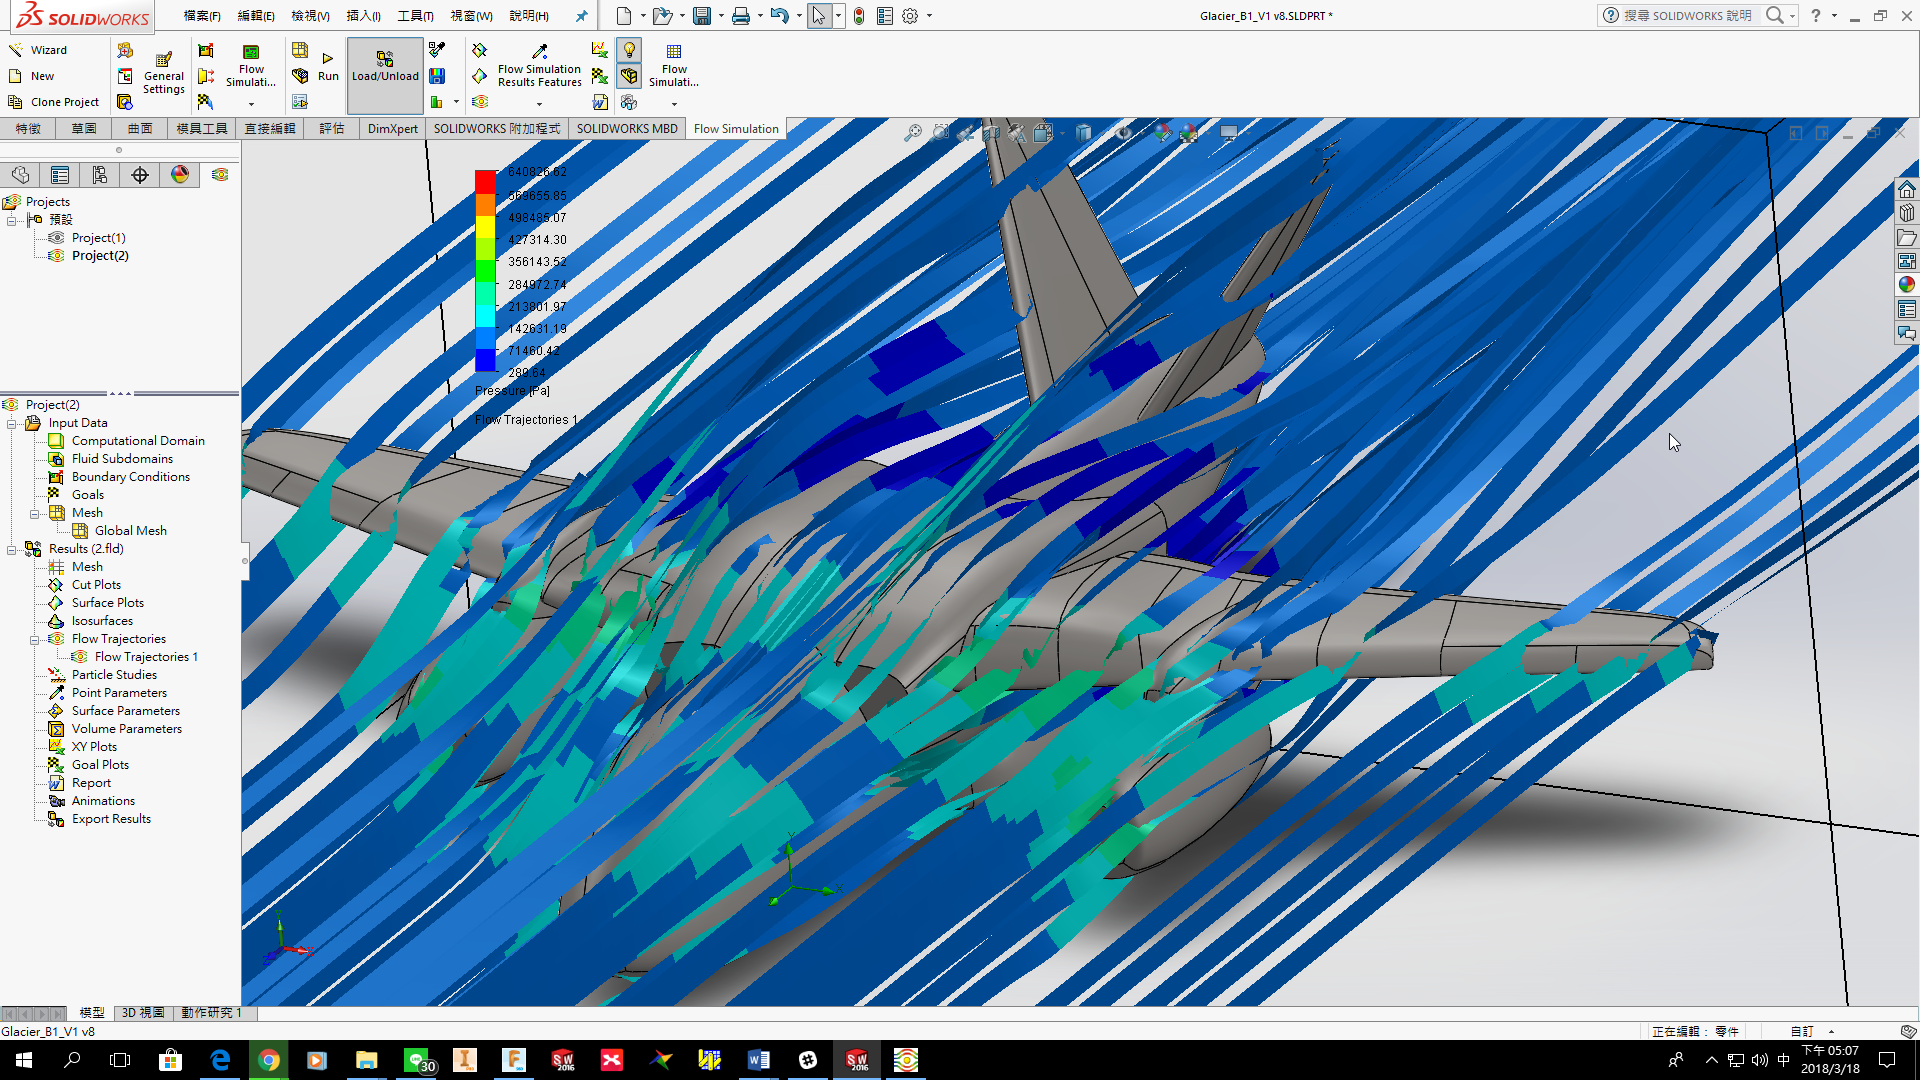 SOLIDWORKS
檔案(F)
編輯(E)
檢視(V)
插入(I)
工具(T)
視窗(W)
說明(H)
Glacier_B1_V1 v8.SLDPRT *
搜尋 SOLIDWORKS 說明
Wizard
New
Clone Project
General Settings
Flow Simulati...
Run
Load/Unload
Flow Simulation Results Features
Flow Simulati...
特徵
草圖
曲面
模具工具
直接編輯
評估
DimXpert
SOLIDWORKS 附加程式
SOLIDWORKS MBD
Flow Simulation
Projects
預設
Project(1)
Project(2)
Project(2)
Input Data
Computational Domain
Fluid Subdomains
Boundary Conditions
Goals
Mesh
Global Mesh
Results (2.fld)
Mesh
Cut Plots
Surface Plots
Isosurfaces
Flow Trajectories
Flow Trajectories 1
Particle Studies
Point Parameters
Surface Parameters
Volume Parameters
XY Plots
Goal Plots
Report
Animations
Export Results
640826.62
569655.85
498485.07
427314.30
356143.52
284972.74
213801.97
142631.19
71460.42
289.64
Pressure [Pa]
Flow Trajectories 1
模型
3D 視圖
動作研究 1
Glacier_B1_V1 v8
正在編輯： 零件
自訂
30
SW 2016
SW 2016
中
下午 05:07
2018/3/18